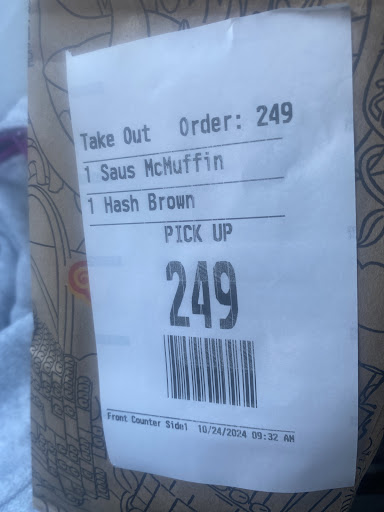 Take Out Order: 249
1 Saus McMuffin
1 Hash Brown
PICK UP
249
Front Counter Side1 10/24/2024 09:32 AM